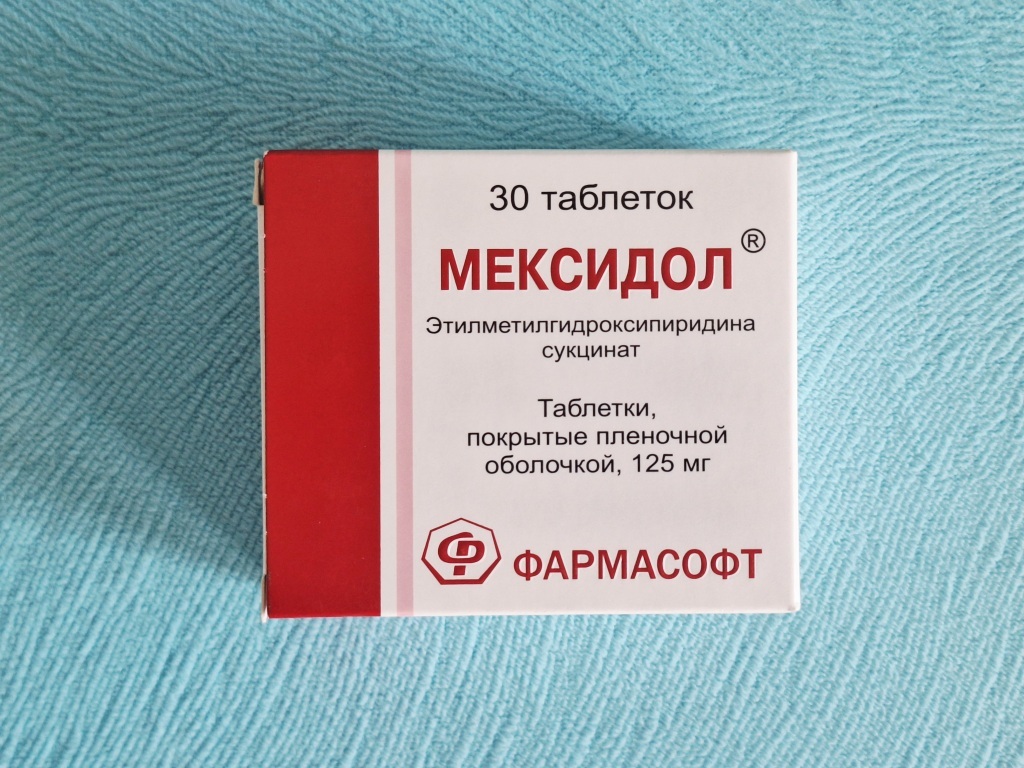 30 таблеток
МЕКСИДОЛ®
Этилметилгидроксипиридина
сукцинат
Таблетки,
покрытые пленочной
оболочкой, 125 мг
ФАРМАСОФТ